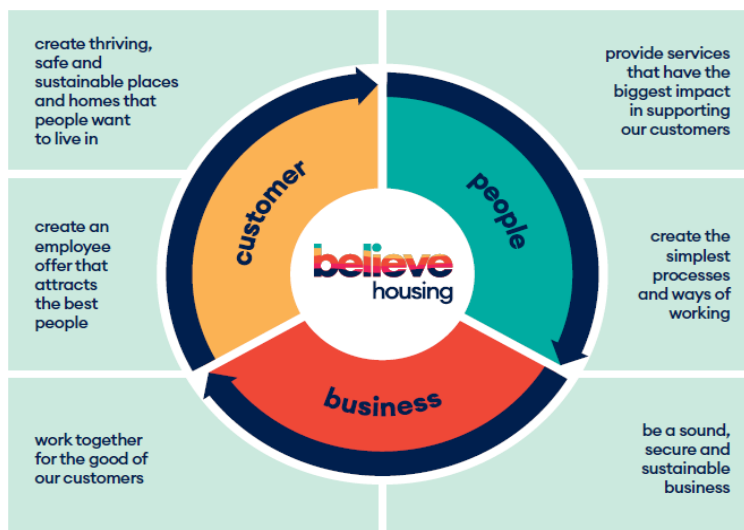 create thriving,
safe and
sustainable places
and homes that
people want
to live in
provide services
that have the
biggest impact
in supporting
our customers
customer
people
believe
housing
create an
employee
offer that
attracts
the best
people
create the
simplest
processes
and ways of
working
business
work together
for the good of
our customers
be a sound,
secure and
sustainable
business